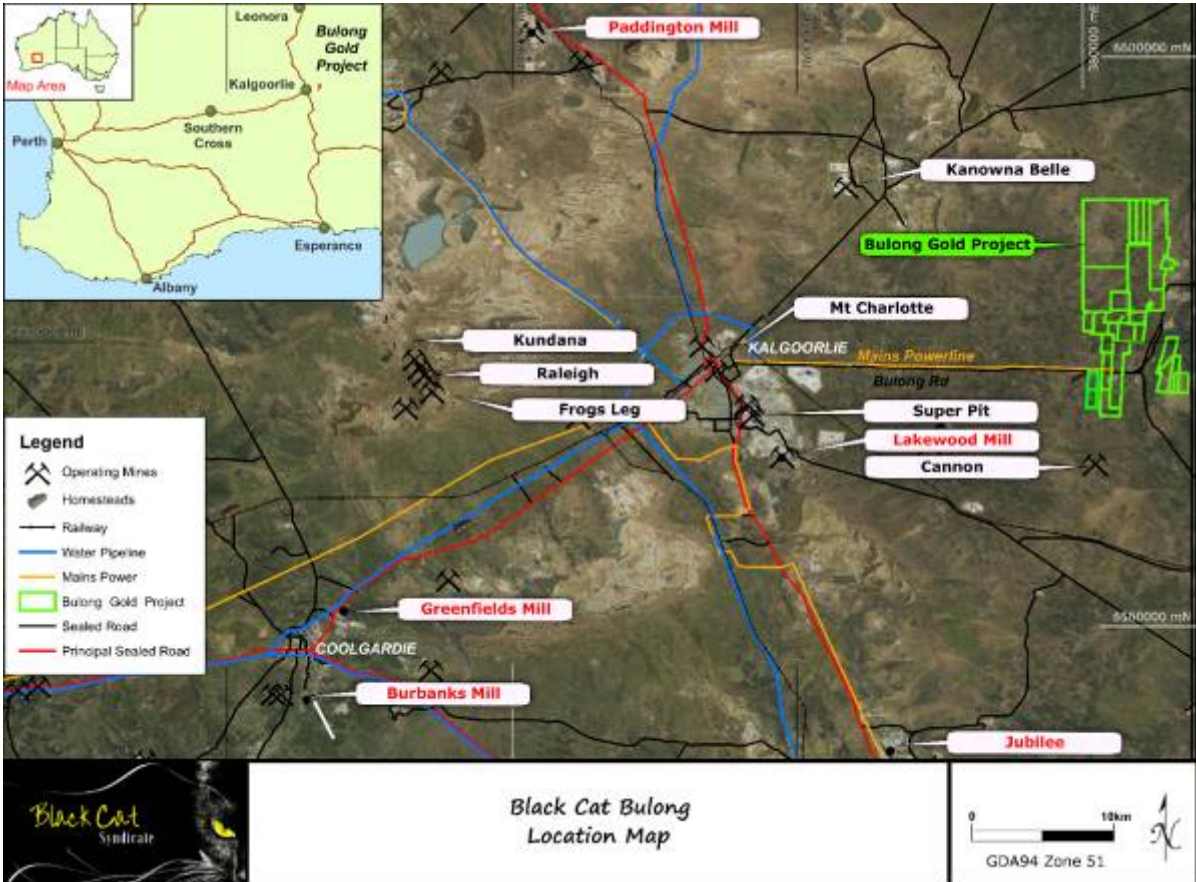 Leonora
Bulong
Gold
Project
Kalgoorlie
Map Area
Southern
Cross
Perth
Esperance
Albany
Paddington Mill
380000 mE
6600000 mN
Kanowna Belle
Bulong Gold Project
Mt Charlotte
Kundana
KALGOORLIE
Mains Powerline
Raleigh
Bulong Rd
Frogs Leg
Super Pit
Lakewood Mill
Cannon
Legend
Operating Mines
Homesteads
Railway
Water Pipeline
Mains Power
Bulong Gold Project
Sealed Road
Principal Sealed Road
Greenfields Mill
COOLGARDIE
Burbanks Mill
Jubilee
Black Cat
Syndicate
Black Cat Bulong
Location Map
0 10km
GDA94 Zone 51
N